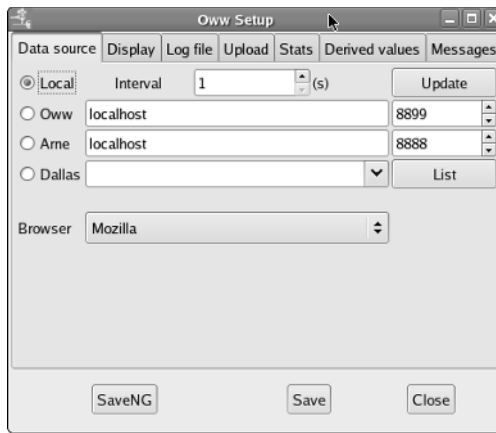 Oww Setup
Data source Display Log file Upload Stats Derived values Messages
Local Interval 1 (s) Update
Oww localhost 8899
Arne localhost 8888
Dallas List
Browser Mozilla
SaveNG Save Close